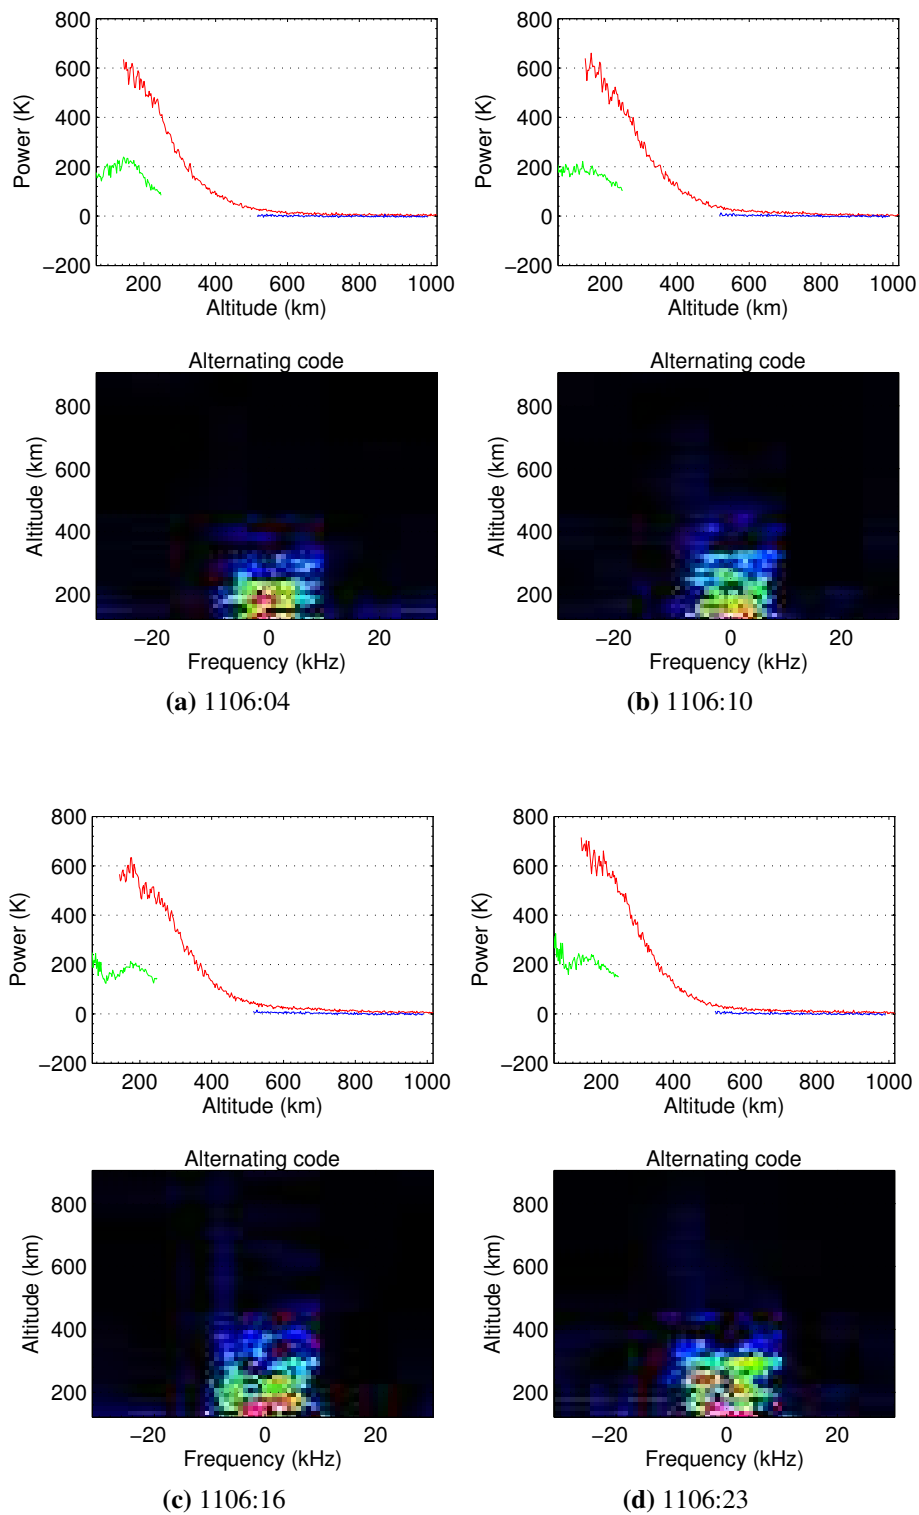 800
600
400
200
0
−200
Power (K)
200 400 600 800 1000
Altitude (km)
800
600
400
200
0
−200
Power (K)
200 400 600 800 1000
Altitude (km)
Alternating code
800
600
400
200
Altitude (km)
−20 0 20
Frequency (kHz)
(a) 1106:04
Alternating code
800
600
400
200
Altitude (km)
−20 0 20
Frequency (kHz)
(b) 1106:10
800
600
400
200
0
−200
Power (K)
200 400 600 800 1000
Altitude (km)
800
600
400
200
0
−200
Power (K)
200 400 600 800 1000
Altitude (km)
Alternating code
800
600
400
200
Altitude (km)
−20 0 20
Frequency (kHz)
(c) 1106:16
Alternating code
800
600
400
200
Altitude (km)
−20 0 20
Frequency (kHz)
(d) 1106:23